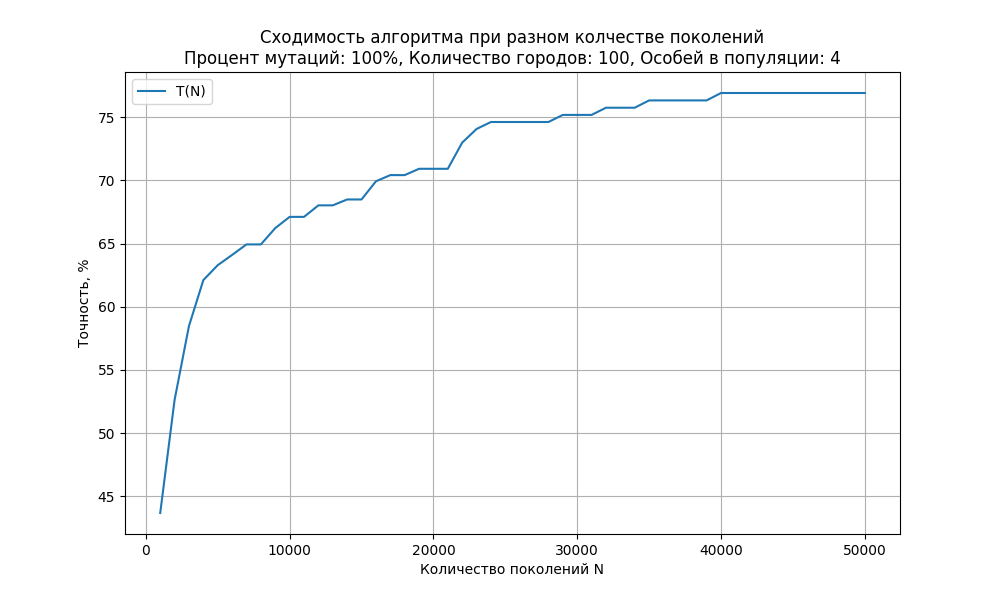 Сходимость алгоритма при разном колчестве поколений
Процент мутаций: 100%, Количество городов: 100, Особей в популяции: 4
T(N)
75
70
65
60
55
50
45
Точность, %
0 10000 20000 30000 40000 50000
Количество поколений N